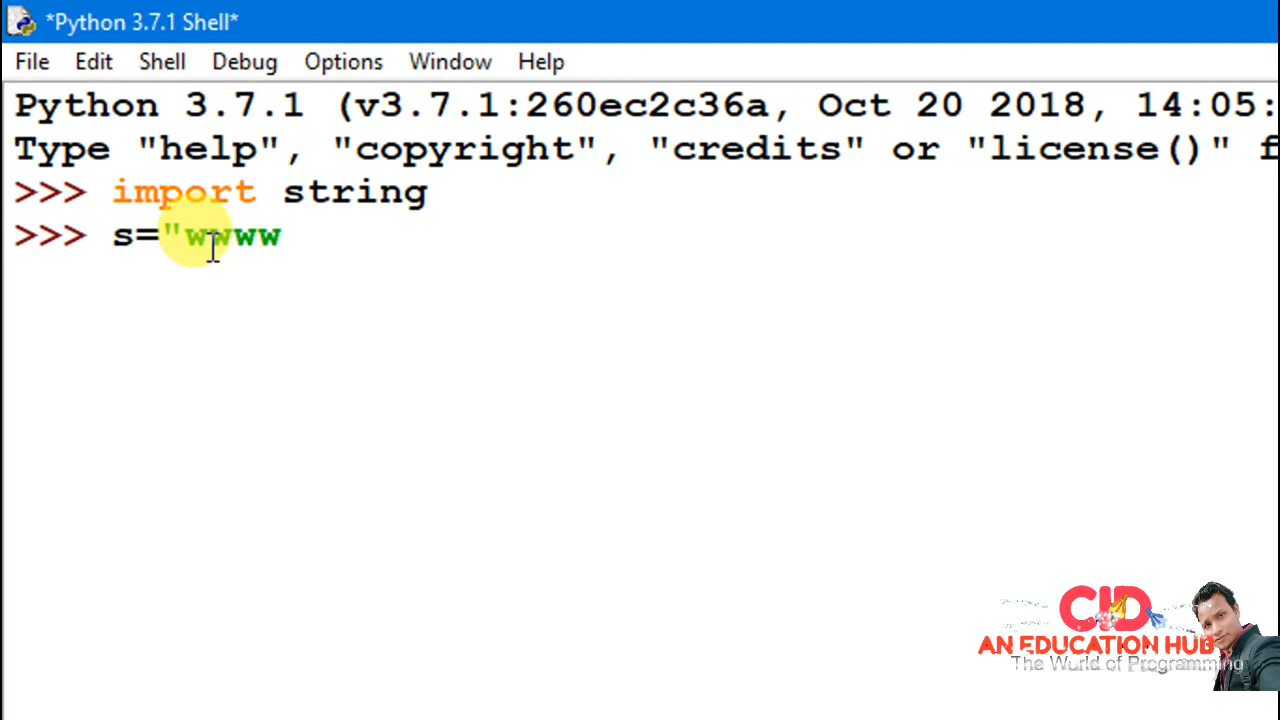 *Python 3.7.1 Shell*
File Edit Shell Debug Options Window Help
Python 3.7.1 (v3.7.1:260ec2c36a, Oct 20 2018, 14:05:
Type "help", "copyright", "credits" or "license()" f
>>> import string
>>> s="wwww
CID
AN EDUCATION HUB
The World of Programming